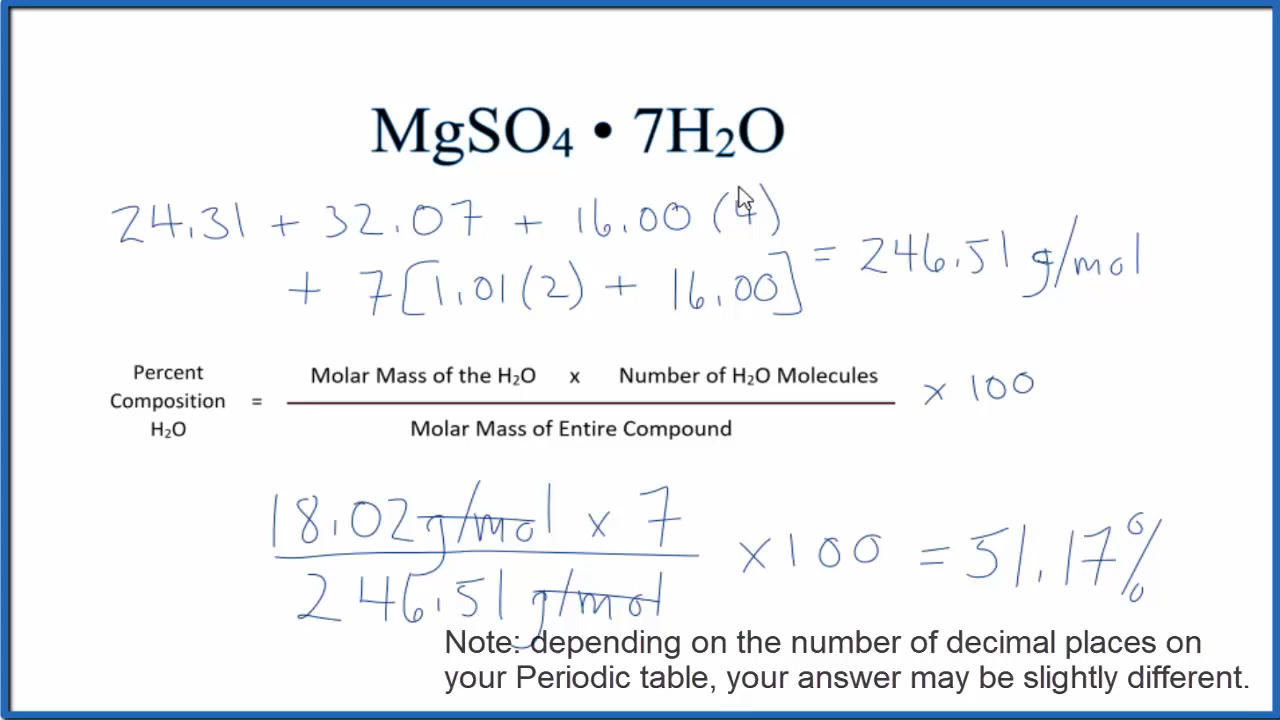 MgSO₄ • 7H₂O
24.31 + 32.07 + 16.00 (4)
+ 7[1.01(2) + 16.00] = 246.51 g/mol
Percent
Composition
H₂O
=
Molar Mass of the H₂O x Number of H₂O Molecules
Molar Mass of Entire Compound
x 100
18.02 g/mol x 7
246.51 g/mol
x 100 = 51.17%
Note: depending on the number of decimal places on
your Periodic table, your answer may be slightly different.